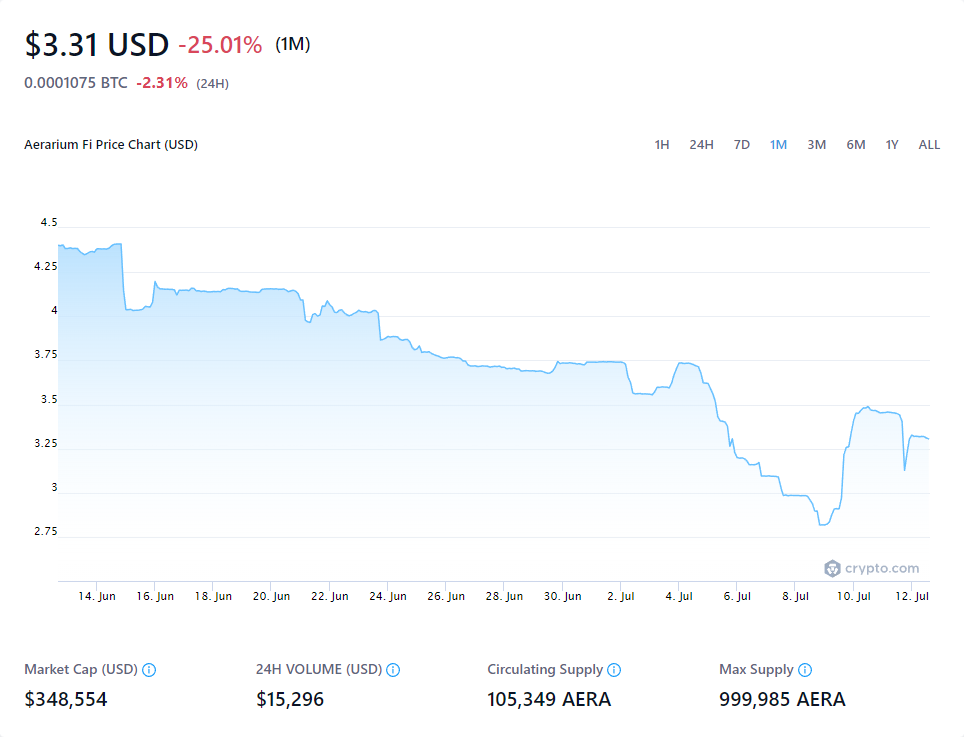 $3.31 USD -25.01% (1M)
0.0001075 BTC -2.31% (24H)
Aerarium Fi Price Chart (USD)
1H 24H 7D 1M 3M 6M 1Y ALL
4.5
4.25
4
3.75
3.5
3.25
3
2.75
crypto.com
14. Jun 16. Jun 18. Jun 20. Jun 22. Jun 24. Jun 26. Jun 28. Jun 30. Jun 2. Jul 4. Jul 6. Jul 8. Jul 10. Jul 12. Jul
Market Cap (USD) 24H VOLUME (USD) Circulating Supply Max Supply
$348,554 $15,296 105,349 AERA 999,985 AERA